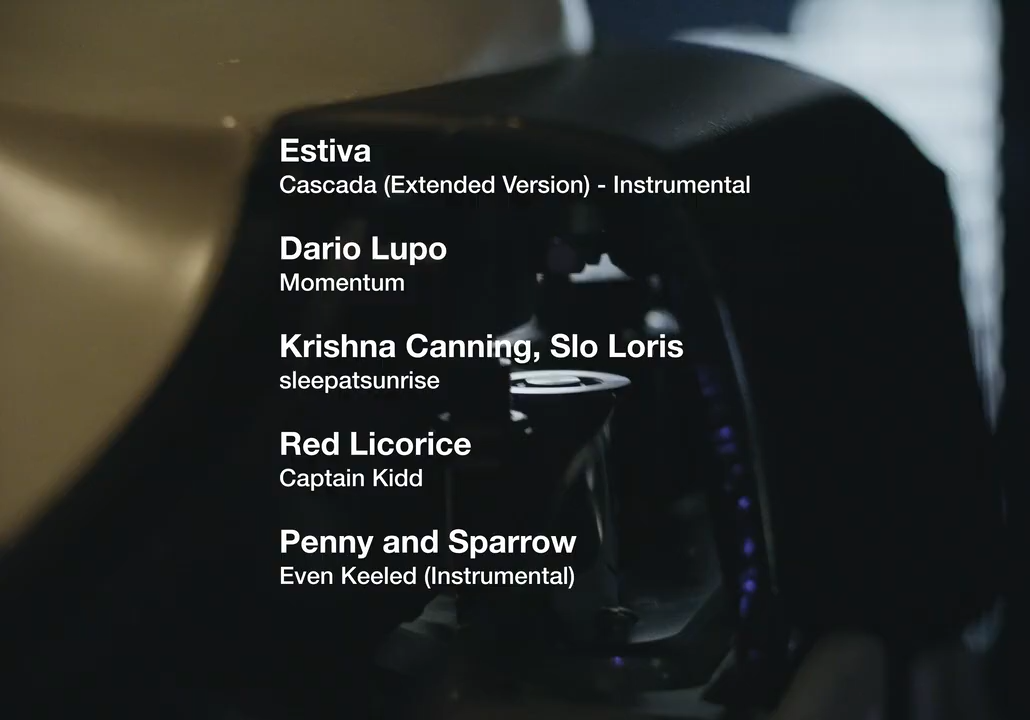 Estiva
Cascada (Extended Version) - Instrumental
Dario Lupo
Momentum
Krishna Canning, Slo Loris
sleepatsunrise
Red Licorice
Captain Kidd
Penny and Sparrow
Even Keeled (Instrumental)